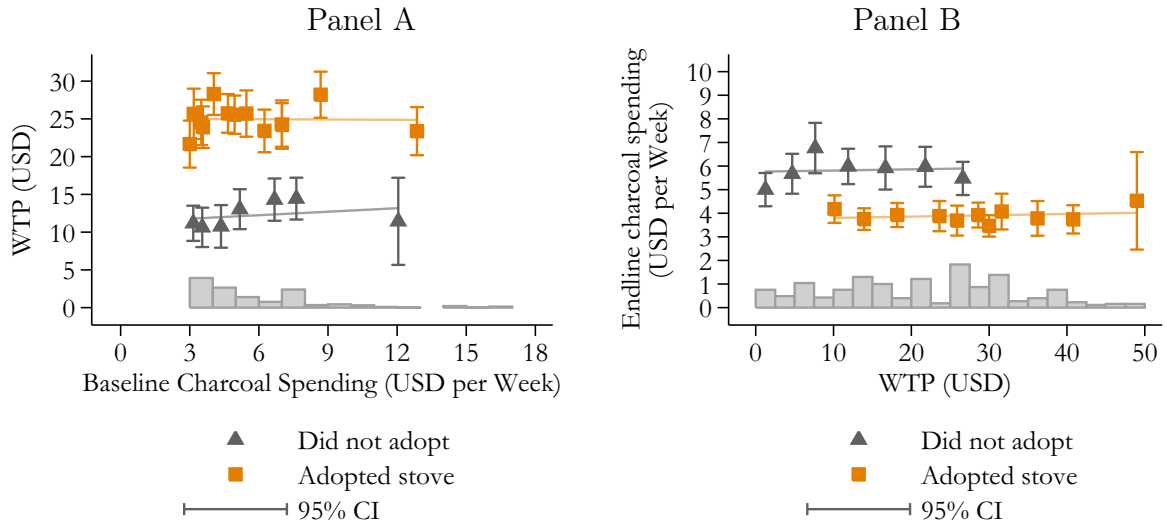 Panel A
WTP (USD)
30
25
20
15
10
5
0
0 3 6 9 12 15 18
Baseline Charcoal Spending (USD per Week)
Did not adopt
Adopted stove
95% CI
Panel B
Endline charcoal spending
(USD per Week)
10
9
8
7
6
5
4
3
2
1
0
0 10 20 30 40 50
WTP (USD)
Did not adopt
Adopted stove
95% CI